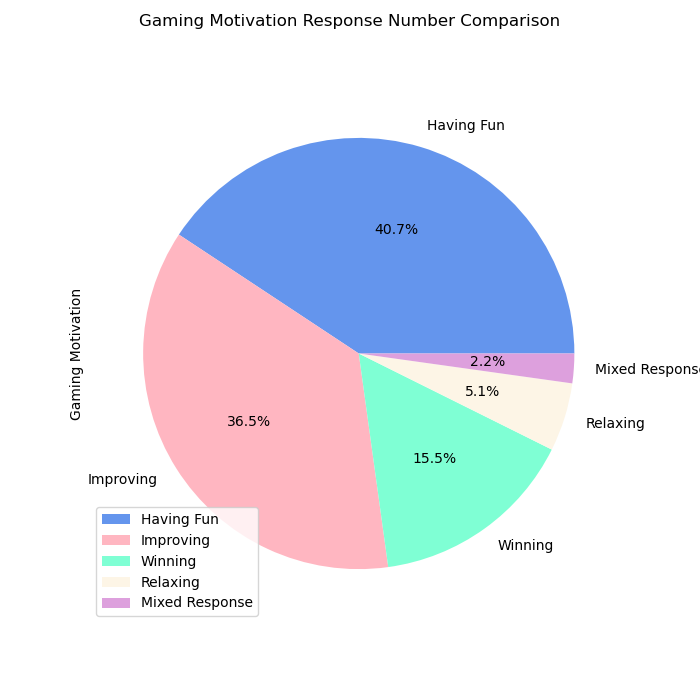 Gaming Motivation Response Number Comparison
Having Fun
40.7%
2.2%
Mixed Response
5.1%
Gaming Motivation
36.5%
Relaxing
15.5%
Improving
Winning
Having Fun
Improving
Winning
Relaxing
Mixed Response